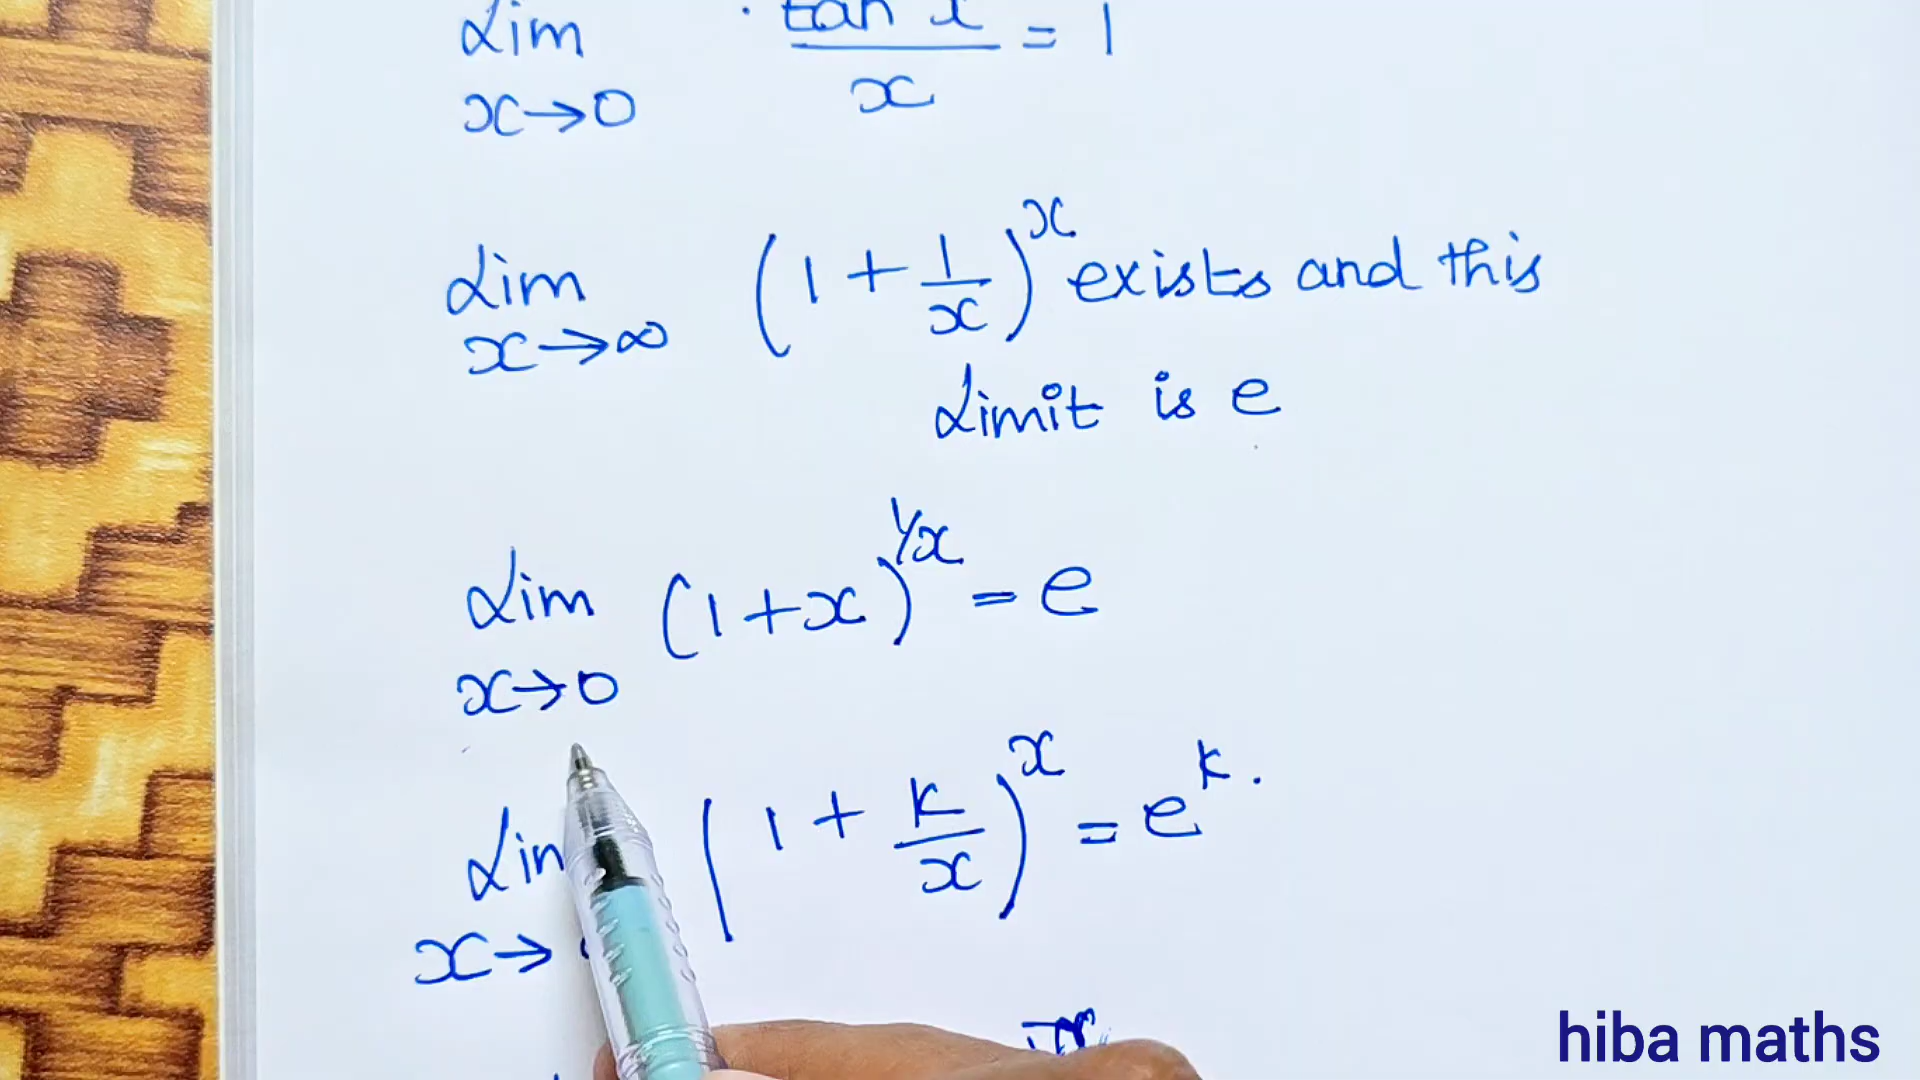 Lim tan x = 1
x→0 x
Lim (1 + 1/x)^x exists and this
x→∞
Limit is e
Lim (1+x)^1/x = e
x→0
(1 + k/x)^x = e^k.
x→
hiba maths